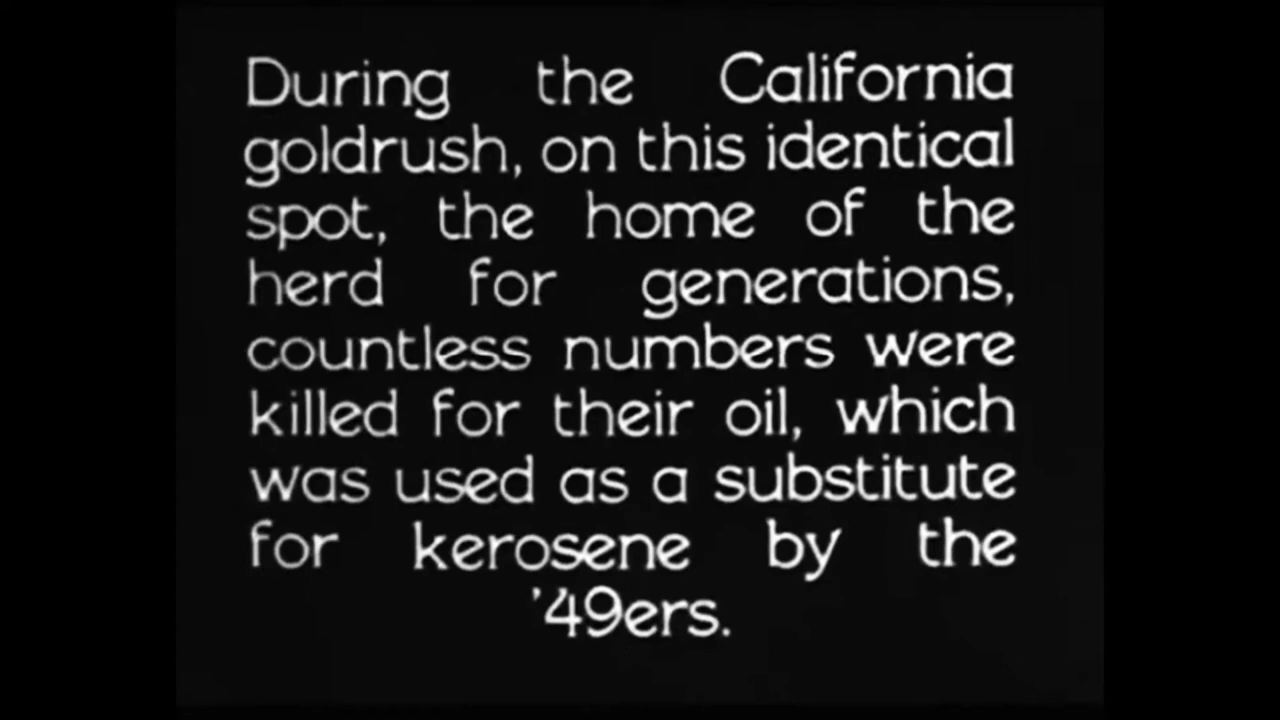 During the California
goldrush, on this identical
spot, the home of the
herd for generations,
countless numbers were
killed for their oil, which
was used as a substitute
for kerosene by the
'49ers.